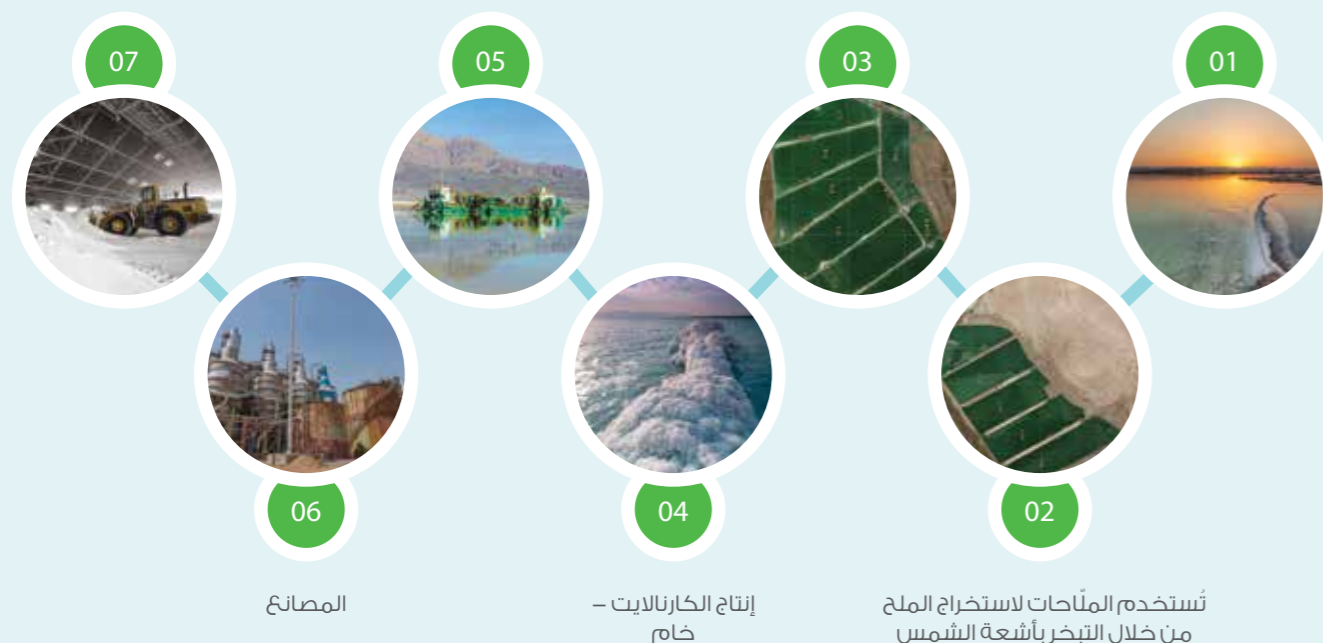 01
03
05
07
02
04
06
تُستخدم الملّاحات لاستخراج الملح
من خلال التبخر بأشعة الشمس
إنتاج الكارنالايت –
خام
المصانع